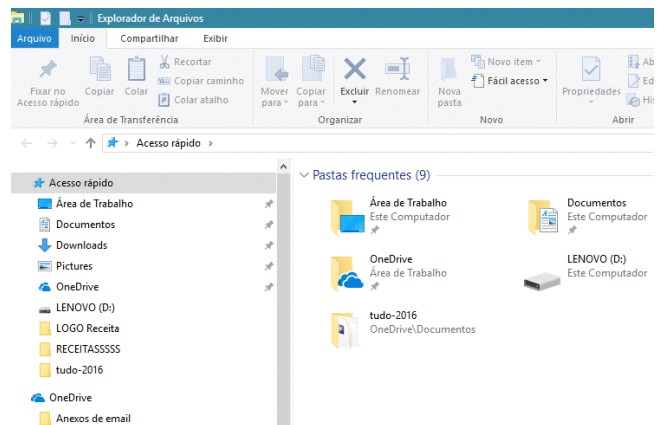 Explorador de Arquivos
Arquivo Início Compartilhar Exibir
Fixar no Acesso rápido
Copiar
Colar
Recortar
Copiar caminho
Colar atalho
Mover para
Copiar para
Excluir
Renomear
Nova pasta
Novo item
Fácil acesso
Propriedades
Ab
Ed
His
Área de Transferência Organizar Novo Abrir
Acesso rápido
Acesso rápido
Área de Trabalho
Documentos
Downloads
Pictures
OneDrive
LENOVO (D:)
LOGO Receita
RECEITASSSSS
tudo-2016
OneDrive
Anexos de email
Pastas frequentes (9)
Área de Trabalho
Este Computador
Documentos
Este Computador
OneDrive
Área de Trabalho
LENOVO (D:)
Este Computador
tudo-2016
OneDrive\Documentos